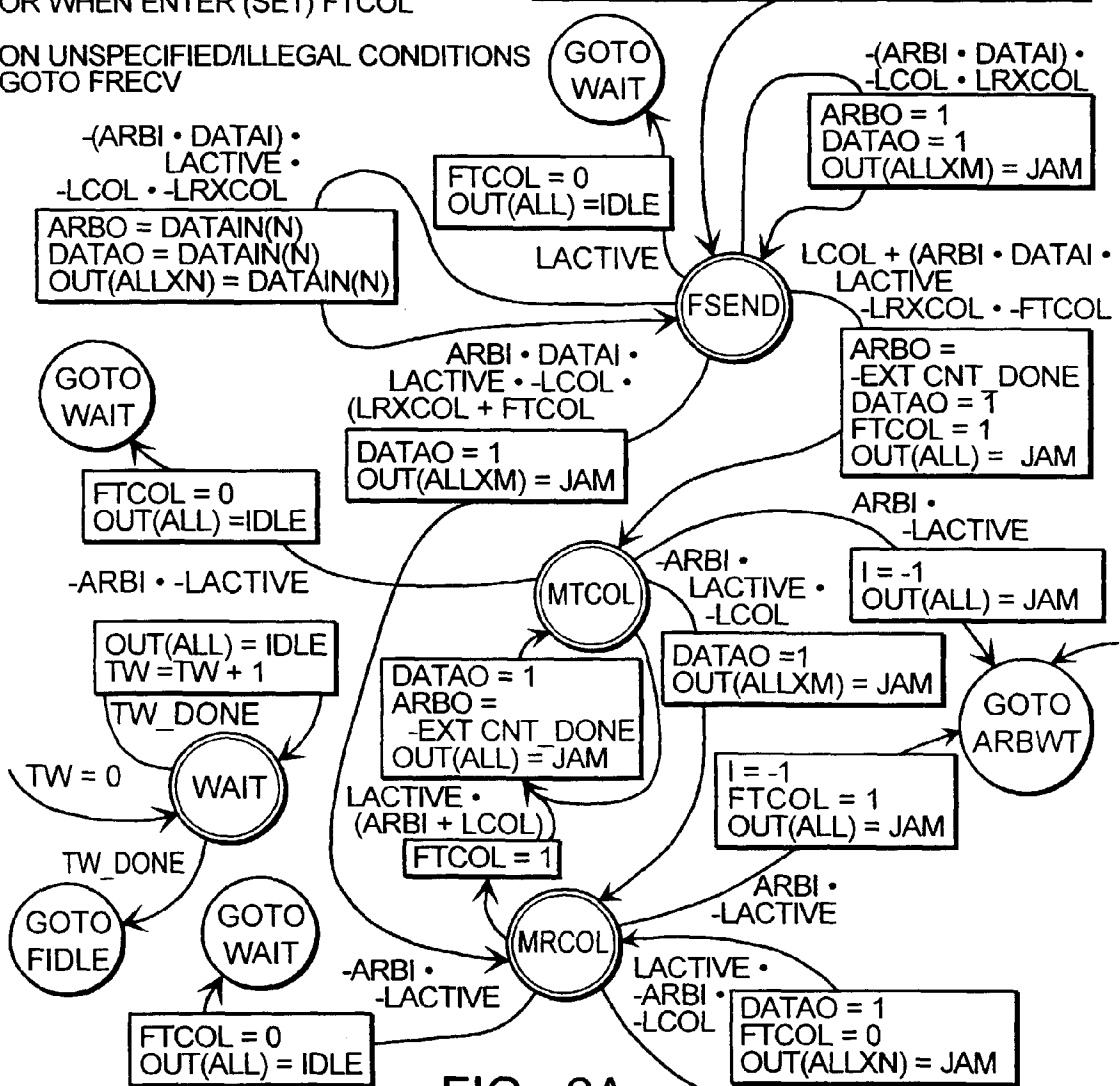 OR WHEN ENTER (SET) FTCOL
ON UNSPECIFIED/ILLEGAL CONDITIONS
GOTO FRECV
GOTO
WAIT
-(ARBI • DATAI) •
-LCOL • LRXCOL
ARBO = 1
DATAO = 1
OUT(ALLXM) = JAM
-(ARBI • DATAI) •
LACTIVE •
-LCOL • -LRXCOL
ARBO = DATAIN(N)
DATAO = DATAIN(N)
OUT(ALLXN) = DATAIN(N)
FTCOL = 0
OUT(ALL) =IDLE
LACTIVE
FSEND
LCOL + (ARBI • DATAI •
LACTIVE
-LRXCOL • -FTCOL
ARBO =
-EXT CNT_DONE
DATAO = 1
FTCOL = 1
OUT(ALL) = JAM
GOTO
WAIT
ARBI • DATAI •
LACTIVE • -LCOL •
(LRXCOL + FTCOL
DATAO = 1
OUT(ALLXM) = JAM
FTCOL = 0
OUT(ALL) =IDLE
-ARBI • -LACTIVE
MTCOL
ARBI •
-LACTIVE
I = -1
OUT(ALL) = JAM
-ARBI •
LACTIVE •
-LCOL
DATAO =1
OUT(ALLXM) = JAM
GOTO
ARBWT
OUT(ALL) = IDLE
TW =TW + 1
TW_DONE
TW = 0
WAIT
TW_DONE
GOTO
FIDLE
DATAO = 1
ARBO =
-EXT CNT_DONE
OUT(ALL) = JAM
LACTIVE •
(ARBI + LCOL)
FTCOL = 1
I = -1
FTCOL = 1
OUT(ALL) = JAM
ARBI •
-LACTIVE
GOTO
WAIT
MRCOL
-ARBI •
-LACTIVE
FTCOL = 0
OUT(ALL) = IDLE
LACTIVE •
-ARBI •
-LCOL
DATAO = 1
FTCOL = 0
OUT(ALLXN) = JAM